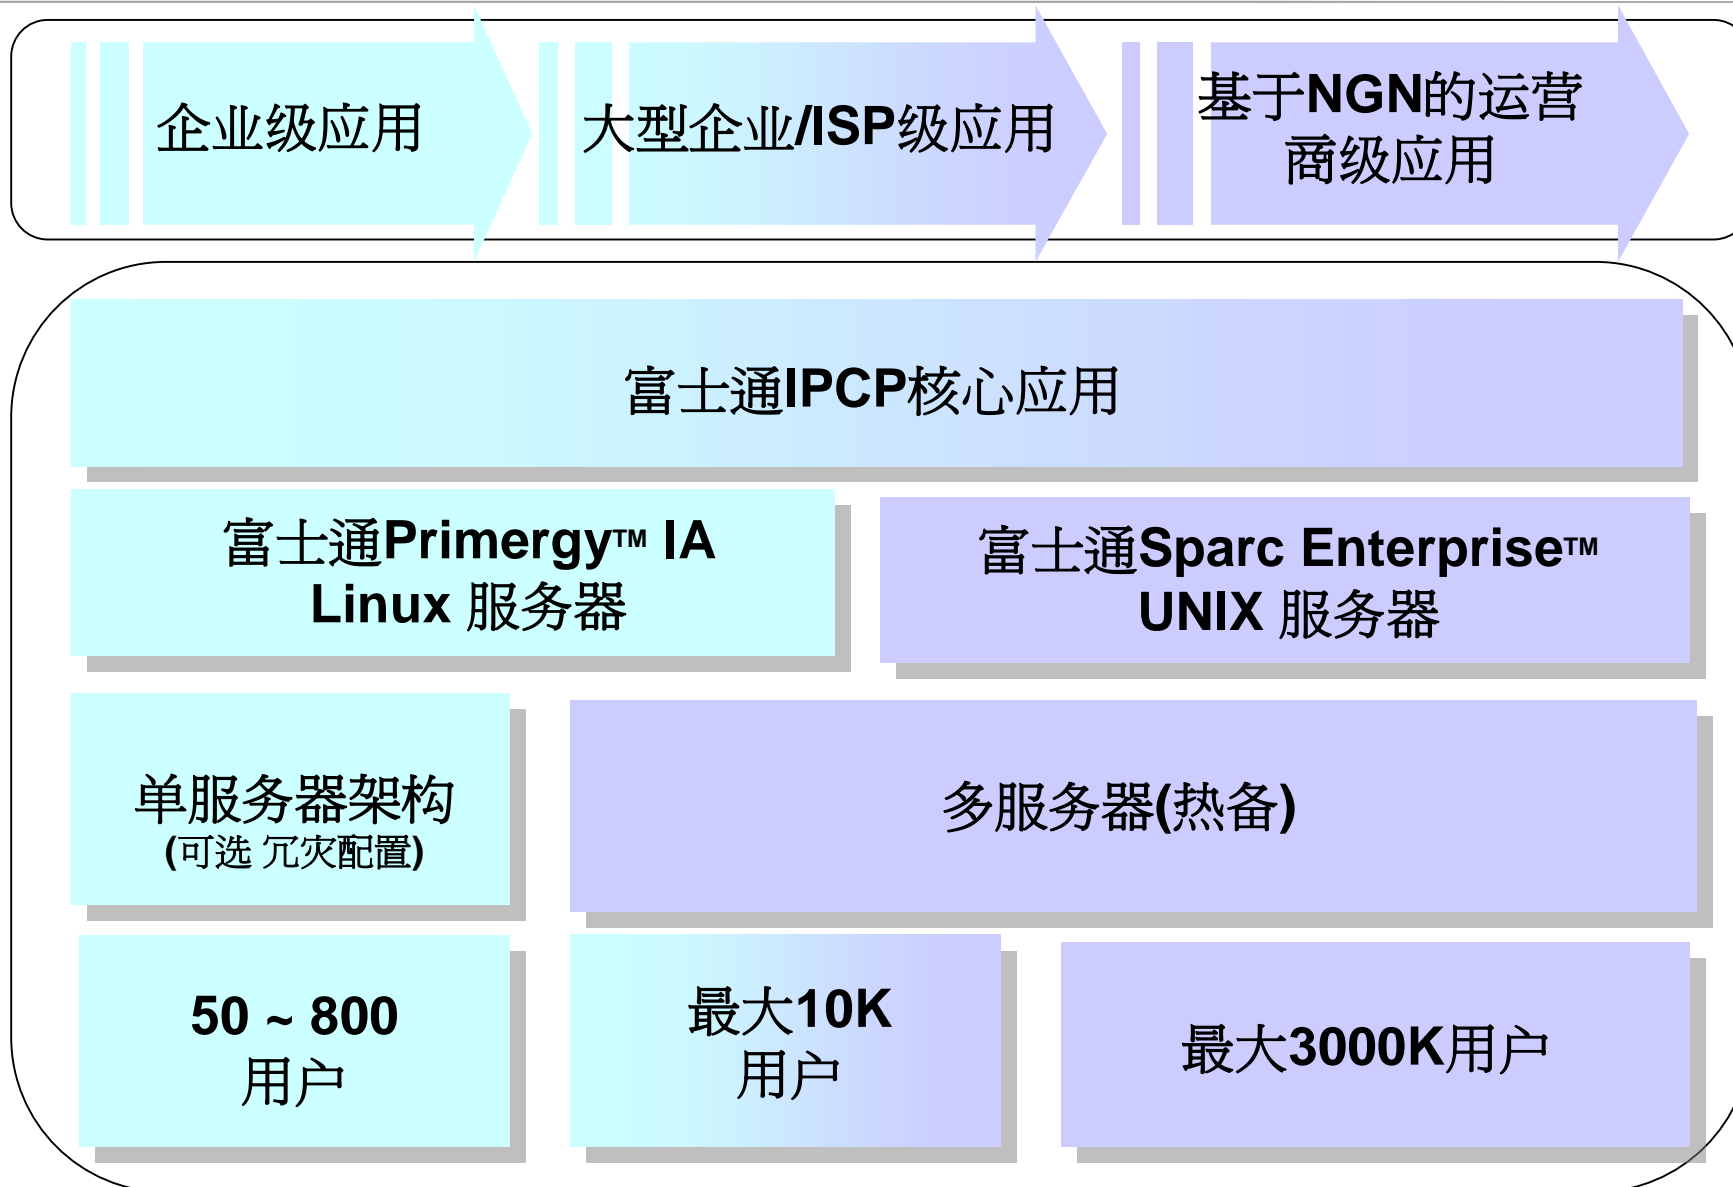 企业级应用
大型企业/ISP级应用
基于NGN的运营
商级应用
富士通IPCP核心应用
富士通Primergy™ IA
Linux 服务器
富士通Sparc Enterprise™
UNIX 服务器
单服务器架构
(可选 冗灾配置)
多服务器(热备)
50 ~ 800
用户
最大10K
用户
最大3000K用户